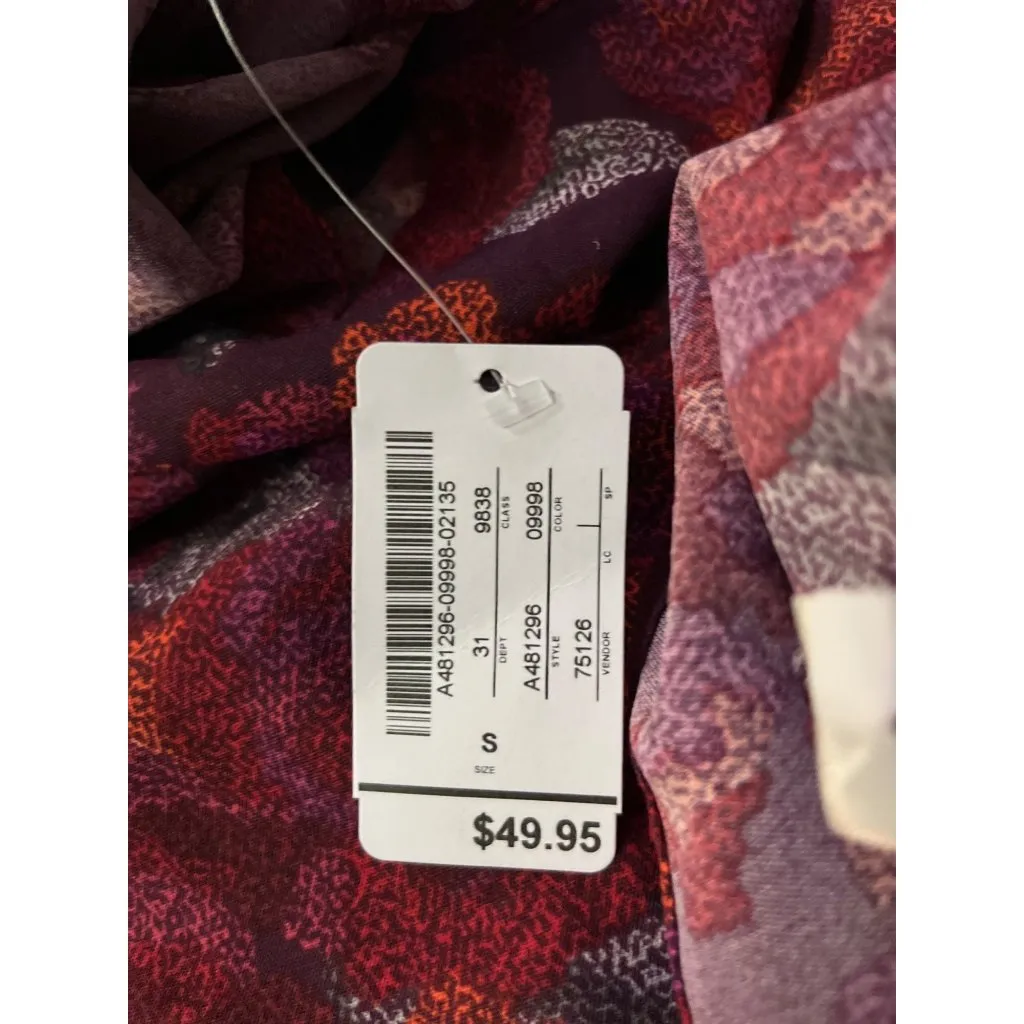 A481296-09998-02135
31 9838
DEPT CLASS
A481296 09998
STYLE COLOR
75126
VENDOR LC SP
S
SIZE
$49.95